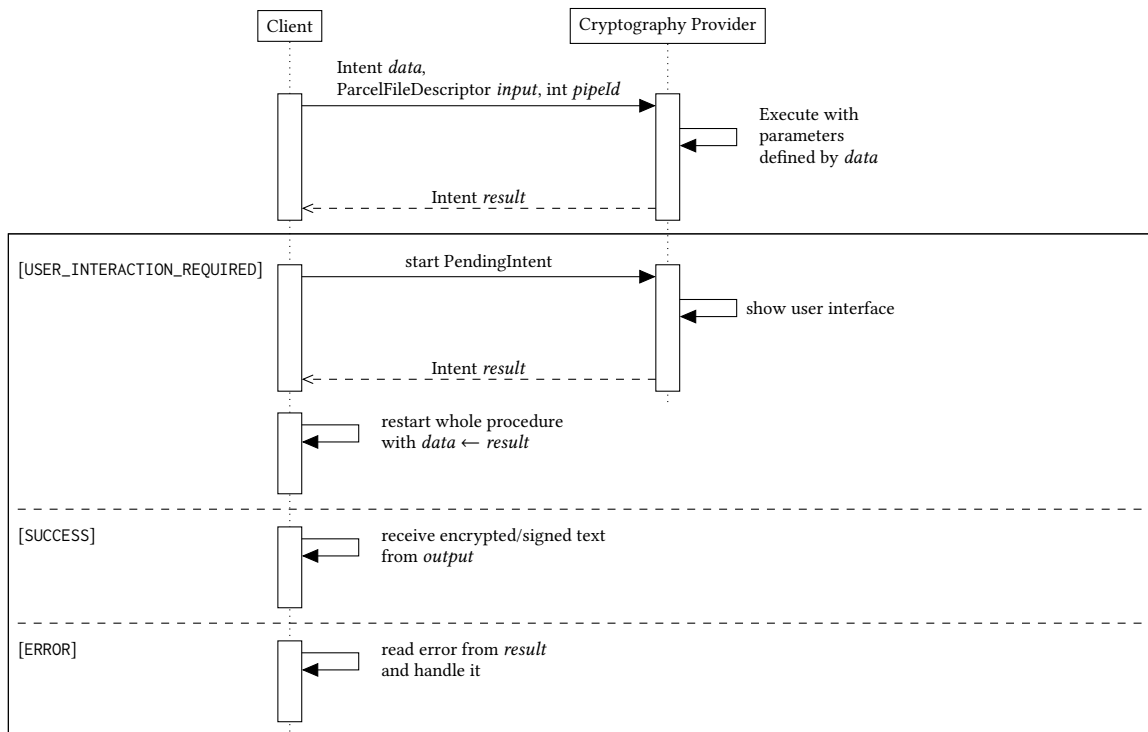 Client
Cryptography Provider
Intent data,
ParcelFileDescriptor input, int pipeId
Execute with
parameters
defined by data
Intent result
[USER_INTERACTION_REQUIRED]
start PendingIntent
show user interface
Intent result
restart whole procedure
with data ← result
[SUCCESS]
receive encrypted/signed text
from output
[ERROR]
read error from result
and handle it